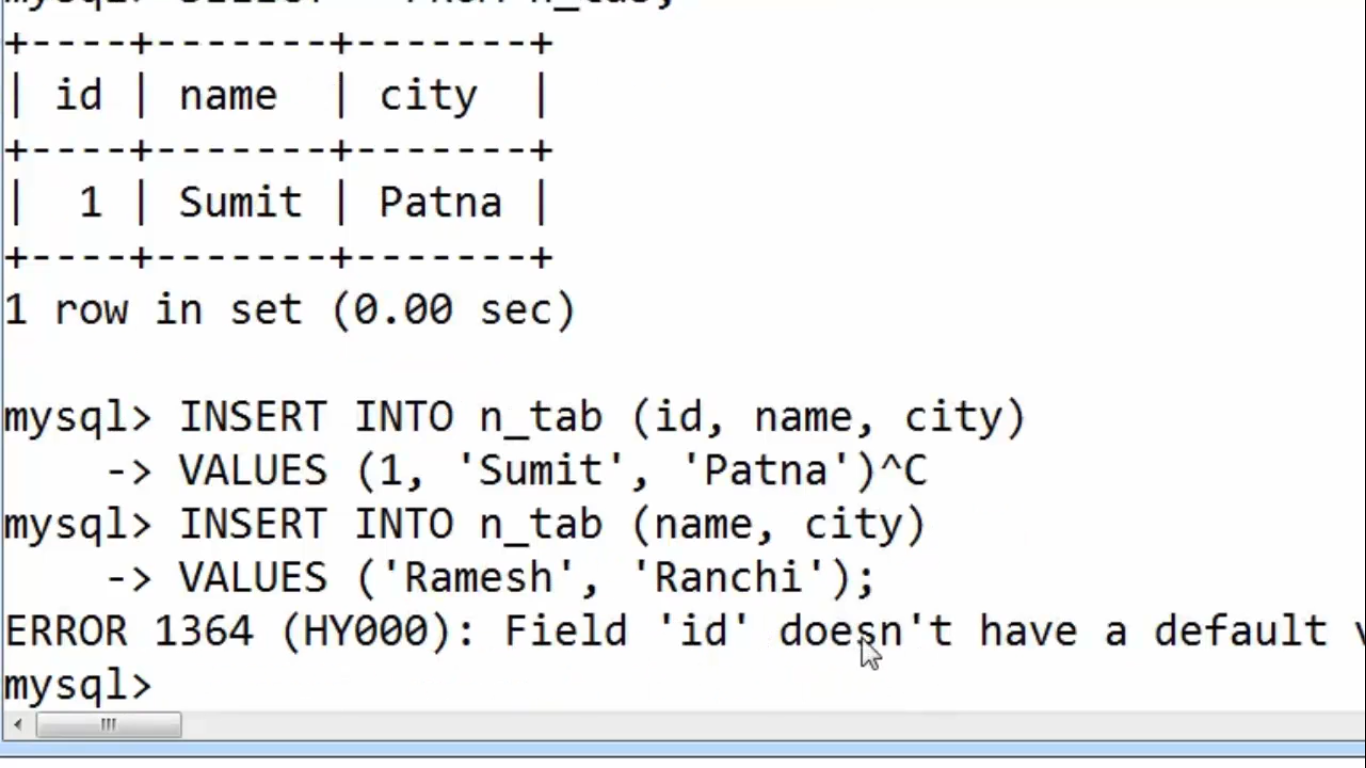 +----+-------+-------+
| id | name  | city  |
+----+-------+-------+
|  1 | Sumit | Patna |
+----+-------+-------+
1 row in set (0.00 sec)
mysql> INSERT INTO n_tab (id, name, city)
    -> VALUES (1, 'Sumit', 'Patna')^C
mysql> INSERT INTO n_tab (name, city)
    -> VALUES ('Ramesh', 'Ranchi');
ERROR 1364 (HY000): Field 'id' doesn't have a default
mysql>